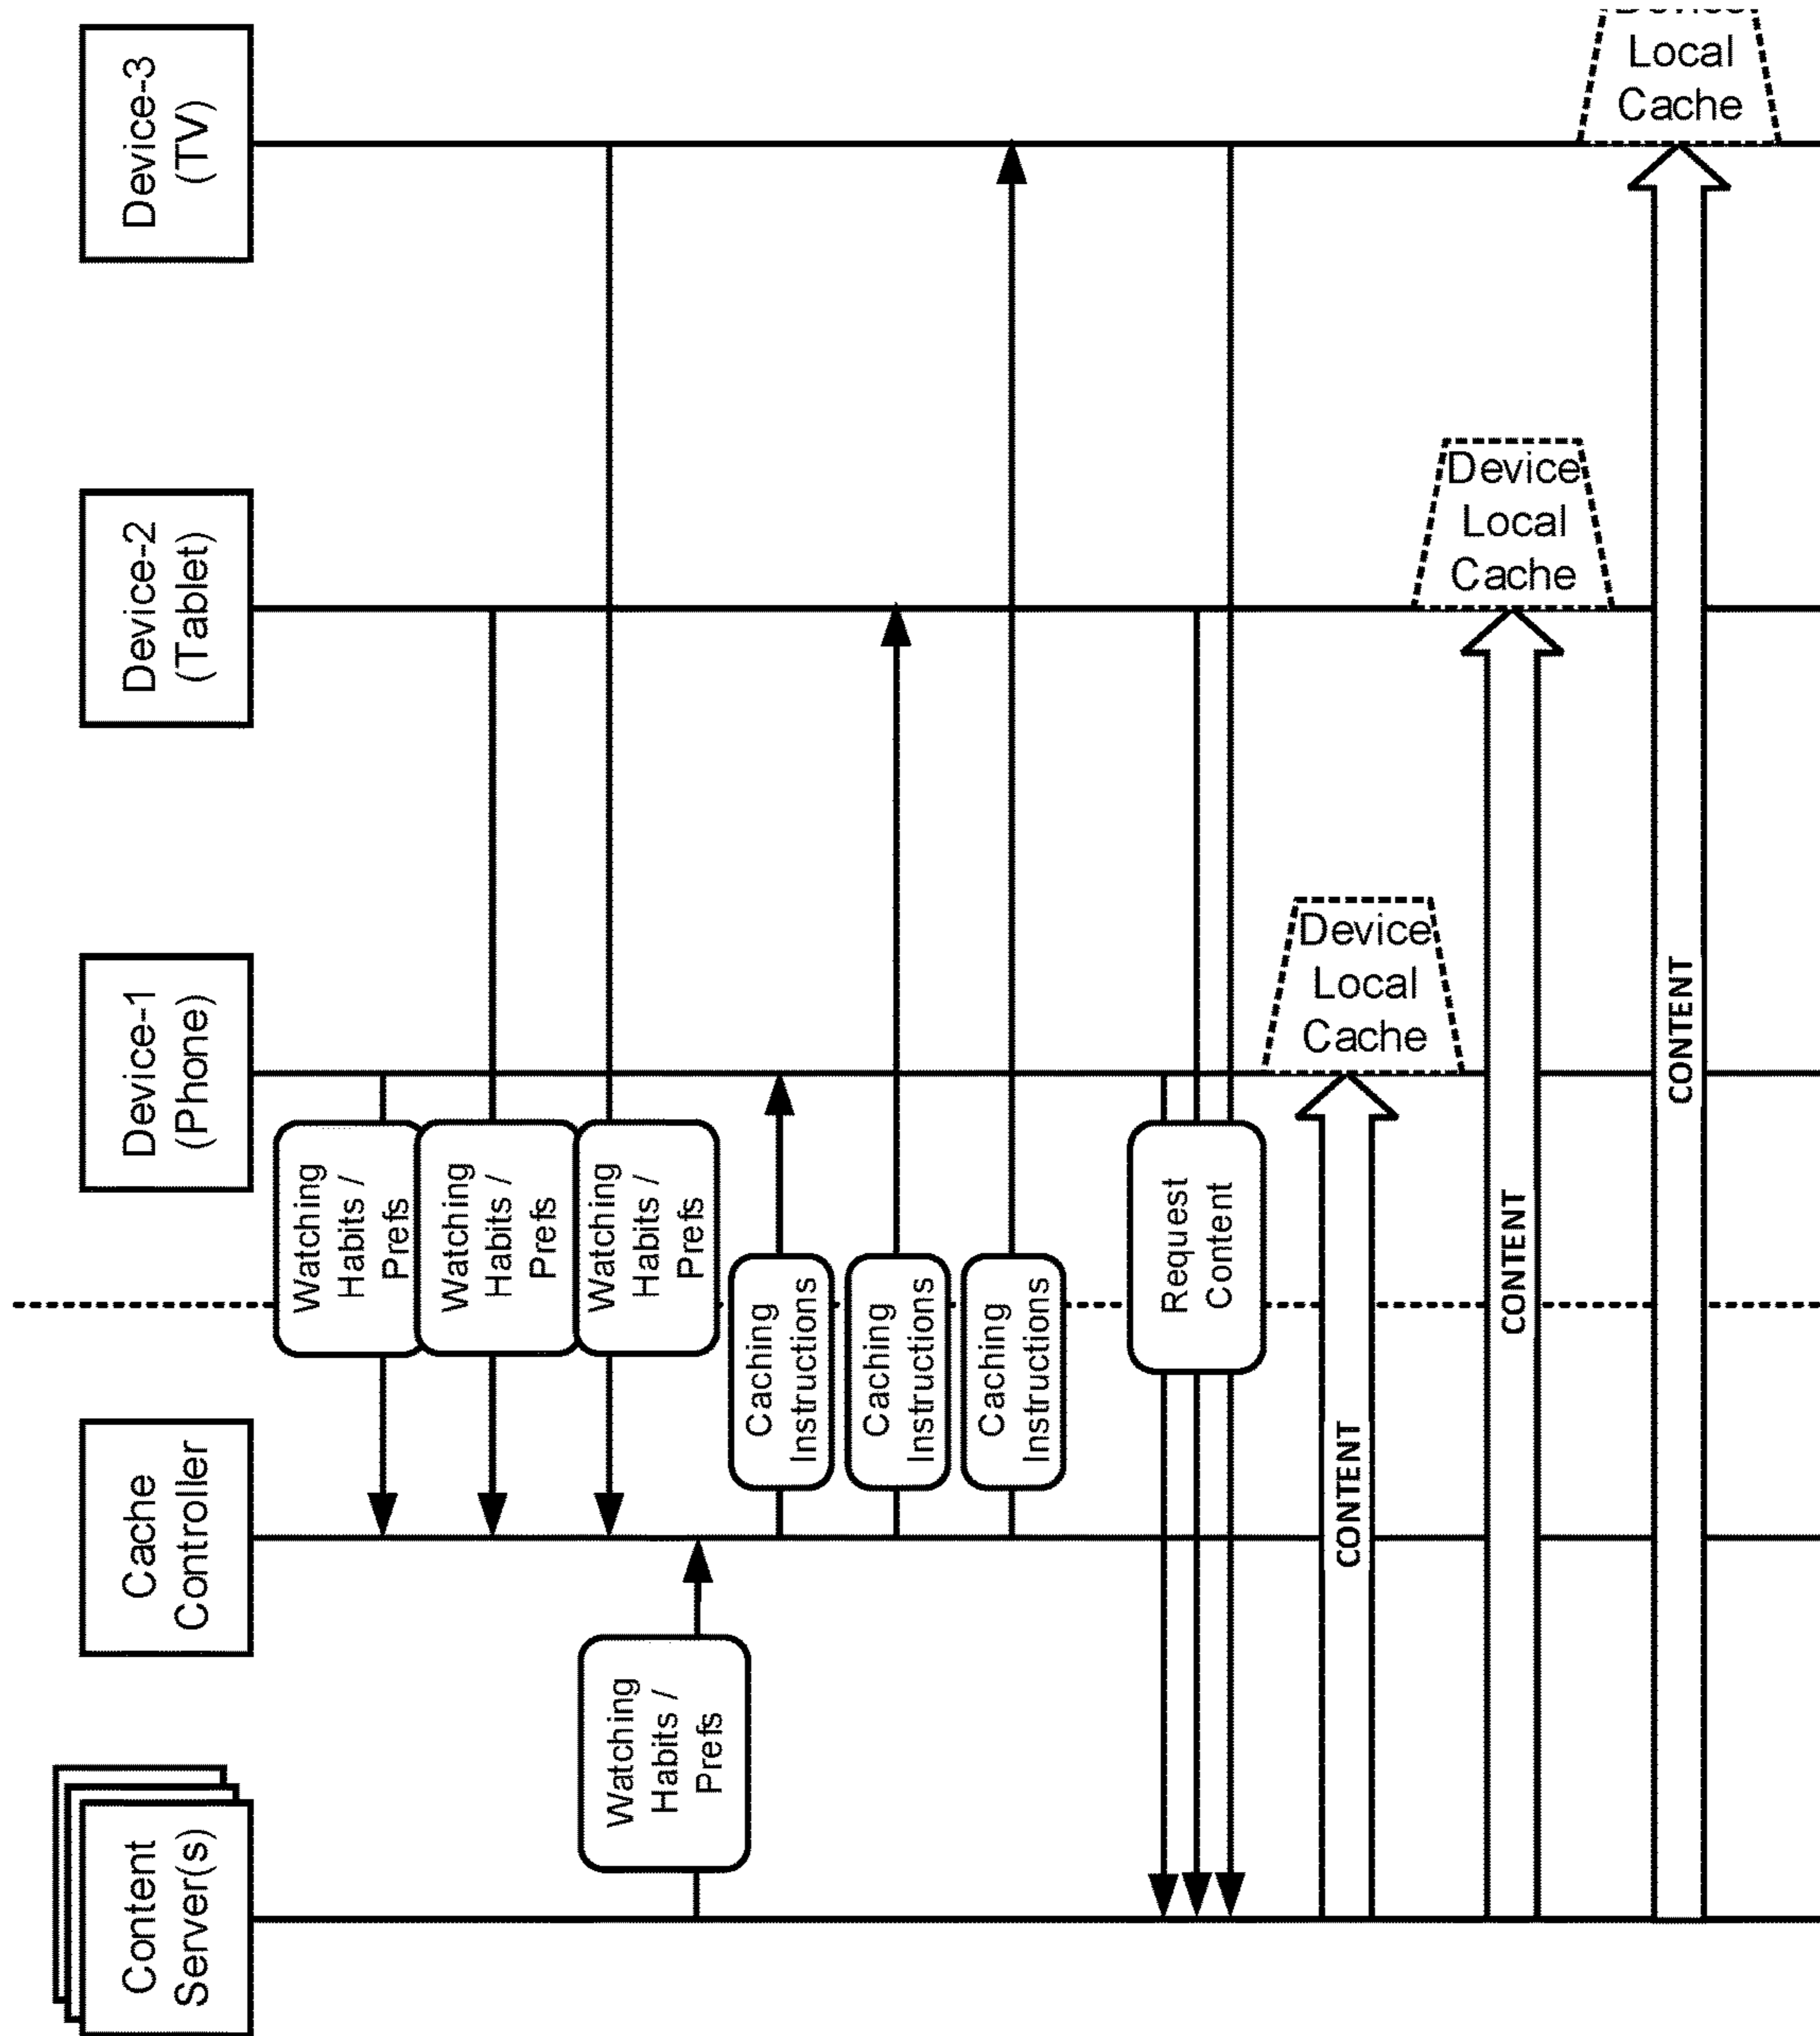 Content
Server(s)
Cache
Controller
Device-1
(Phone)
Device-2
(Tablet)
Device-3
(TV)
Watching
Habits /
Prefs
Watching
Habits /
Prefs
Watching
Habits /
Prefs
Watching
Habits /
Prefs
Caching
Instructions
Caching
Instructions
Caching
Instructions
Request
Content
CONTENT
Device
Local
Cache
CONTENT
Device
Local
Cache
CONTENT
Local
Cache